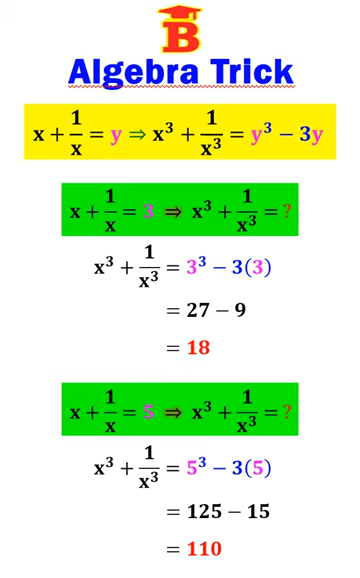 B
Algebra Trick
x + 1/x = y ⇒ x³ + 1/x³ = y³ − 3y
x + 1/x = 3 ⇒ x³ + 1/x³ = ?
x³ + 1/x³ = 3³ − 3(3)
= 27 − 9
= 18
x + 1/x = 5 ⇒ x³ + 1/x³ = ?
x³ + 1/x³ = 5³ − 3(5)
= 125 − 15
= 110